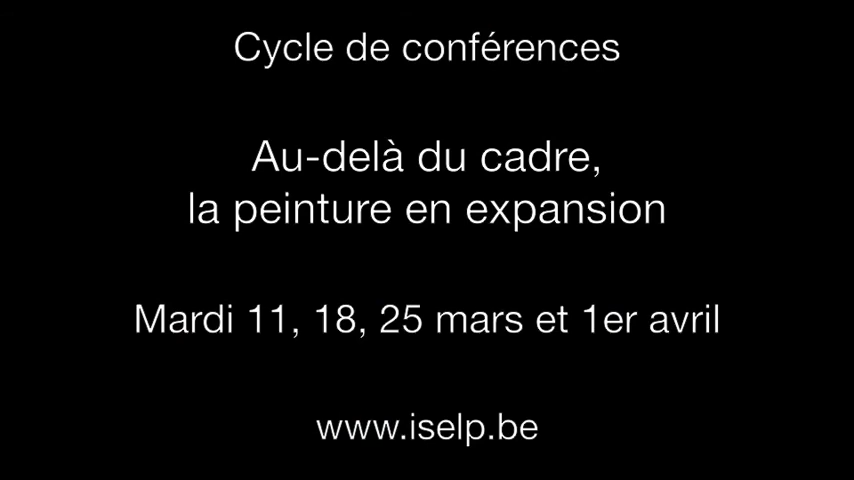 Cycle de conférences
Au-delà du cadre,
la peinture en expansion
Mardi 11, 18, 25 mars et 1er avril
www.iselp.be